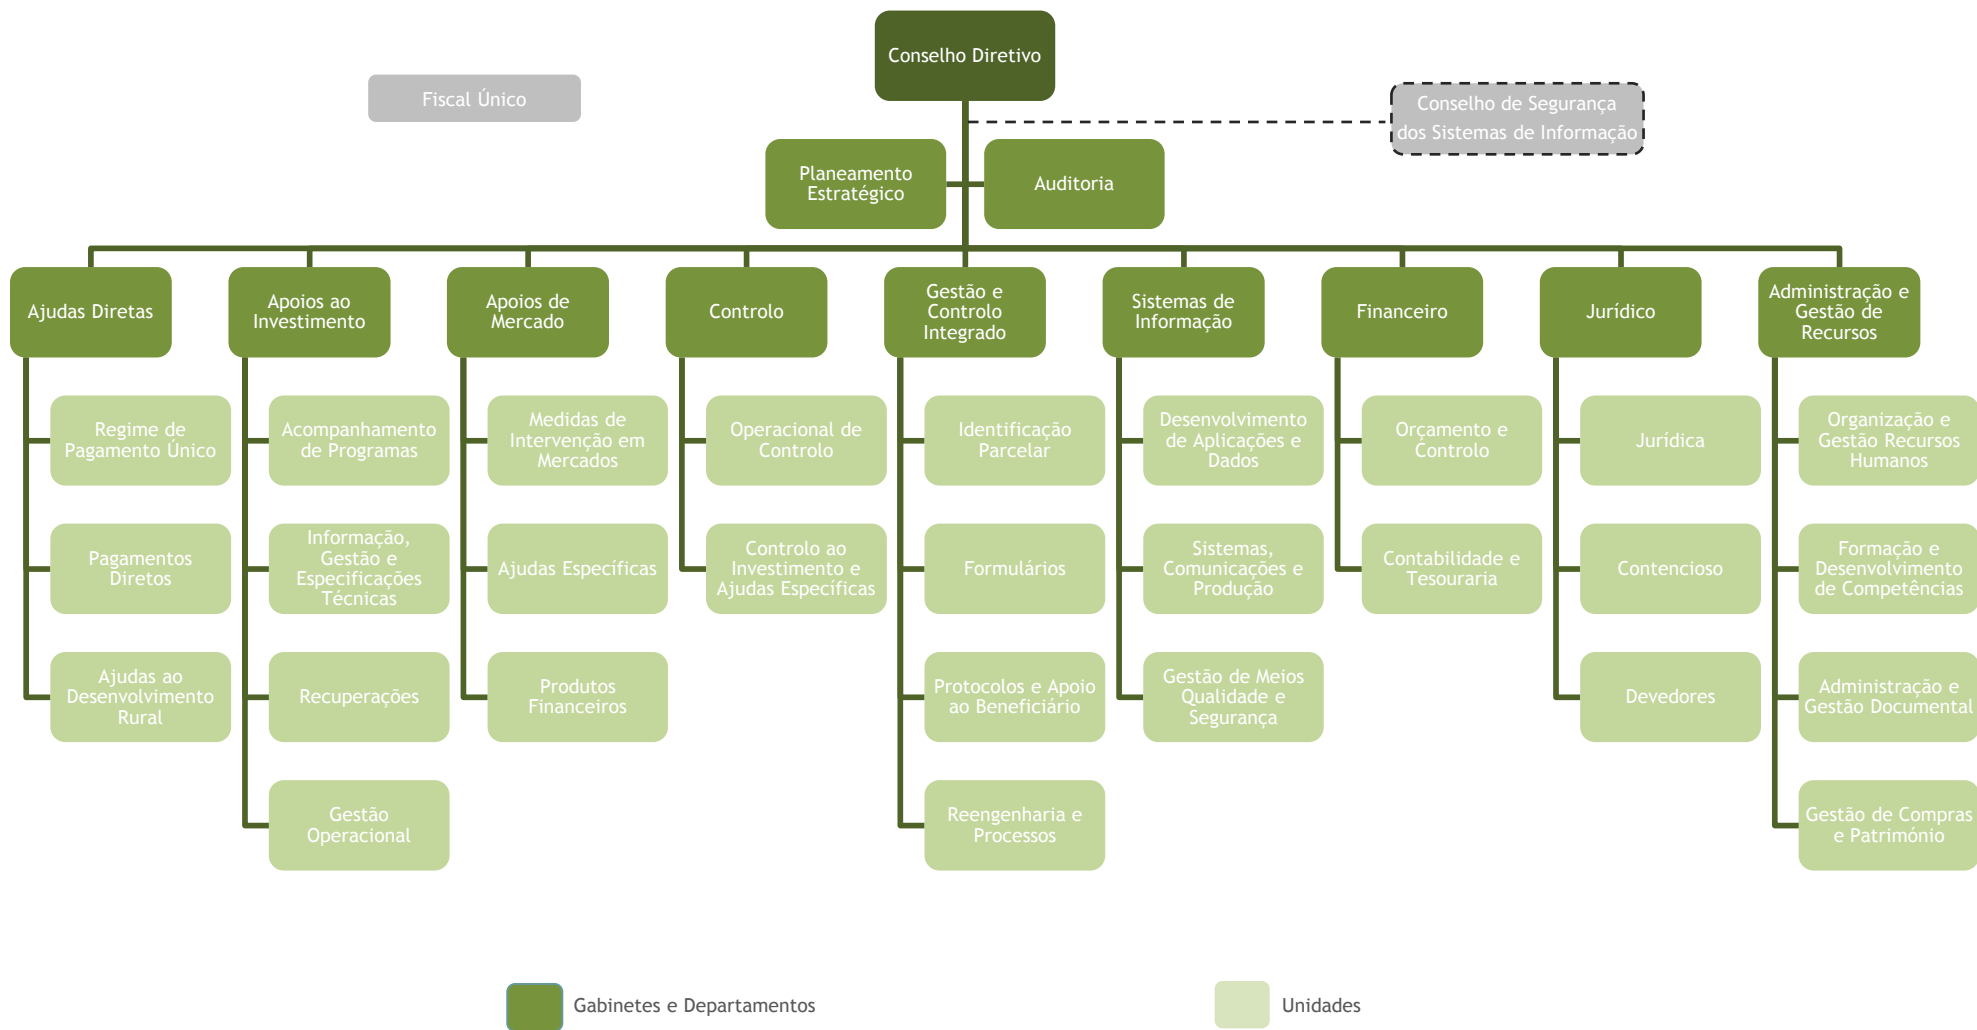 Conselho Diretivo
Fiscal Único
Conselho de Segurança
dos Sistemas de Informação
Planeamento
Estratégico
Auditoria
Ajudas Diretas
Apoios ao
Investimento
Apoios de
Mercado
Controlo
Gestão e
Controlo
Integrado
Sistemas de
Informação
Financeiro
Jurídico
Administração e
Gestão de
Recursos
Regime de
Pagamento Único
Acompanhamento
de Programas
Medidas de
Intervenção em
Mercados
Operacional de
Controlo
Identificação
Parcelar
Desenvolvimento
de Aplicações e
Dados
Orçamento e
Controlo
Jurídica
Organização e
Gestão Recursos
Humanos
Pagamentos
Diretos
Informação,
Gestão e
Especificações
Técnicas
Ajudas Específicas
Controlo ao
Investimento e
Ajudas Específicas
Formulários
Sistemas,
Comunicações e
Produção
Contabilidade e
Tesouraria
Contencioso
Formação e
Desenvolvimento
de Competências
Ajudas ao
Desenvolvimento
Rural
Recuperações
Produtos
Financeiros
Protocolos e Apoio
ao Beneficiário
Gestão de Meios
Qualidade e
Segurança
Devedores
Administração e
Gestão Documental
Gestão
Operacional
Reengenharia e
Processos
Gestão de Compras
e Património
Gabinetes e Departamentos
Unidades